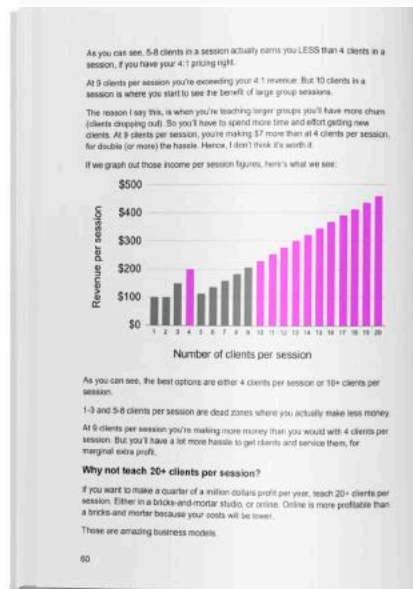 As you can see, 5-8 clients in a session actually earns you LESS than 4 clients in a
session, if you have your 4:1 pricing right.
At 9 clients per session you're exceeding your 4:1 revenue. But 10 clients in a
session is where you start to see the benefit of large group sessions.
The reason I say this, is when you're teaching larger groups you'll have more churn
(clients dropping out). So you'll have to spend more time and effort getting new
clients. At 9 clients per session, you're making $7 more than at 4 clients per session,
for double (or more) the hassle. Hence, I don't think it's worth it.
If we graph out those income per session figures, here's what we see:
$500
$400
$300
$200
$100
$0
Revenue per session
1 2 3 4 5 6 7 8 9 10 11 12 13 14 15 16 17 18 19 20
Number of clients per session
As you can see, the best options are either 4 clients per session or 10+ clients per
session.
1-3 and 5-8 clients per session are dead zones where you actually make less money.
At 9 clients per session you're making more money than you would with 4 clients per
session. But you'll have a lot more hassle to get clients and service them, for
marginal extra profit.
Why not teach 20+ clients per session?
If you want to make a quarter of a million dollars profit per year, teach 20+ clients per
session. Either in a bricks-and-mortar studio, or online. Online is more profitable than
a bricks-and mortar because your costs will be lower.
Those are amazing business models.
60